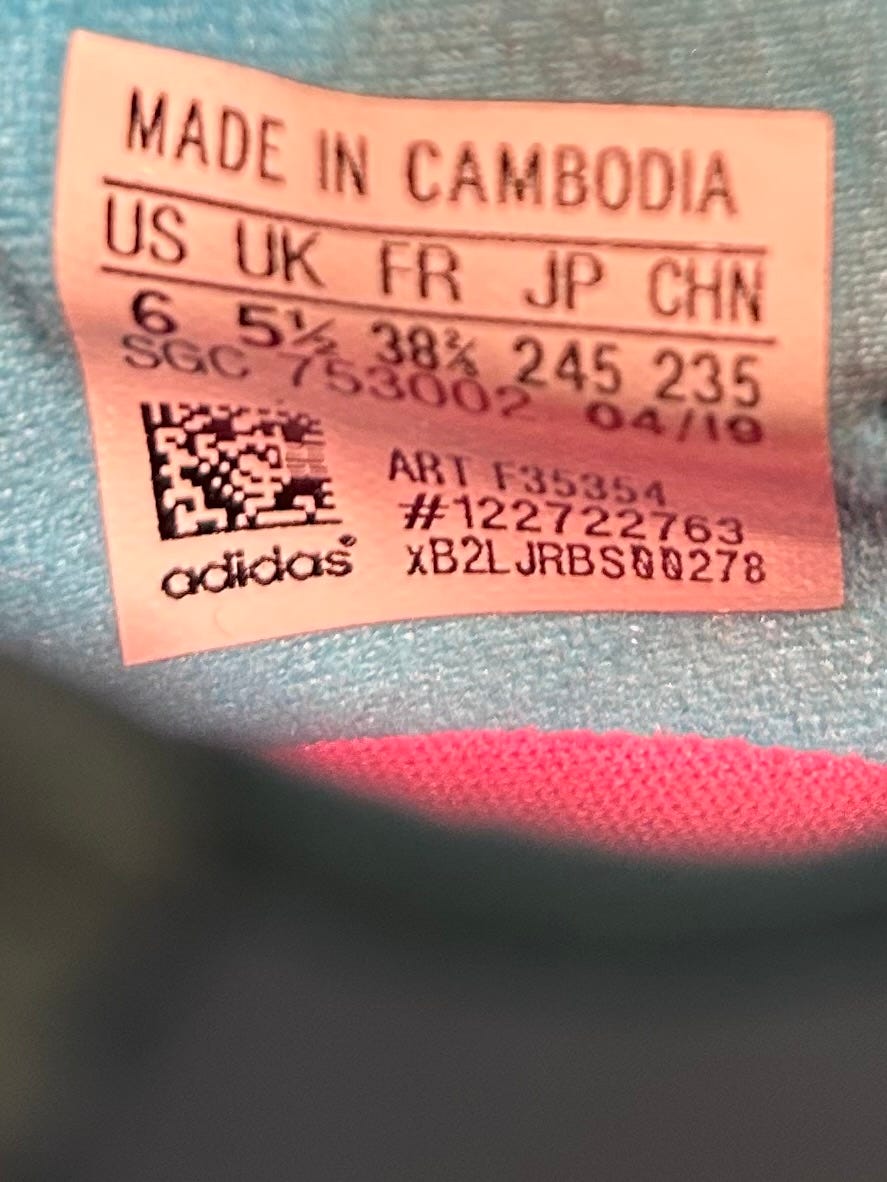 MADE IN CAMBODIA
US UK FR JP CHN
6 5½ 38⅔ 245 235
SGC 753002 04/19
ART F35354
#122722763
xB2LJRBS00278
adidas